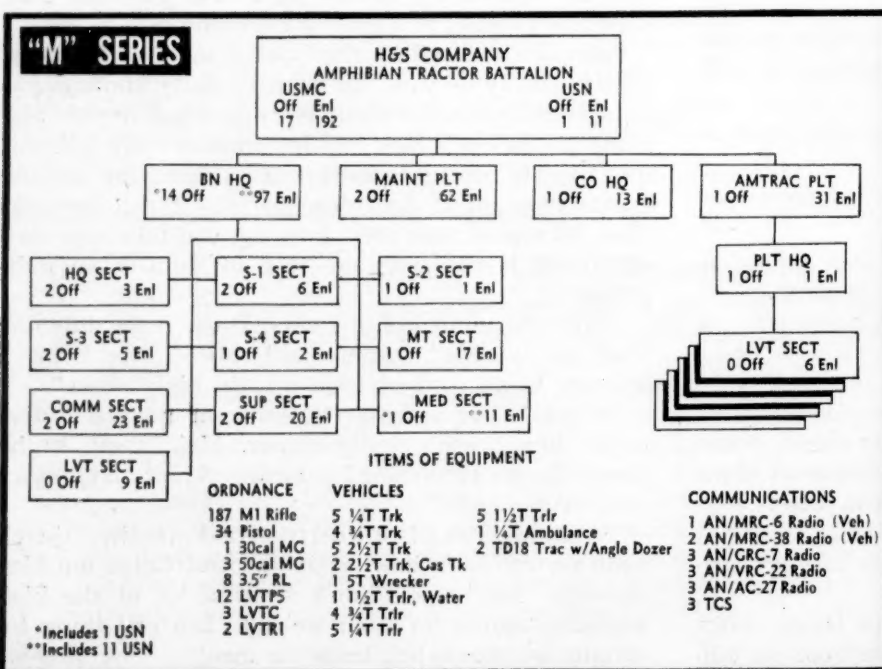 "M" SERIES
H&S COMPANY
AMPHIBIAN TRACTOR BATTALION
USMC USN
Off Enl Off Enl
17 192 1 11
BN HQ
*14 Off **97 Enl
MAINT PLT
2 Off 62 Enl
CO HQ
1 Off 13 Enl
AMTRAC PLT
1 Off 31 Enl
HQ SECT
2 Off 3 Enl
S-1 SECT
2 Off 6 Enl
S-2 SECT
1 Off 1 Enl
PLT HQ
1 Off 1 Enl
S-3 SECT
2 Off 5 Enl
S-4 SECT
1 Off 2 Enl
MT SECT
1 Off 17 Enl
LVT SECT
0 Off 6 Enl
COMM SECT
2 Off 23 Enl
SUP SECT
2 Off 20 Enl
MED SECT
*1 Off **11 Enl
LVT SECT
0 Off 9 Enl
ITEMS OF EQUIPMENT
ORDNANCE
187 M1 Rifle
34 Pistol
1 30cal MG
3 50cal MG
8 3.5" RL
12 LVTP5
3 LVTC
2 LVTR1
VEHICLES
5 ¼T Trk
1 ¾T Trk
5 2½T Trk
4 2½T Trk, Gas Tk
1 5T Wrecker
1 1½T Trlr, Water
4 ¾T Trlr
5 ¼T Trlr
5 1½T Trlr
1 ¼T Ambulance
2 TD18 Trac w/Angle Dozer
COMMUNICATIONS
1 AN/MRC-6 Radio (Veh)
2 AN/MRC-38 Radio (Veh)
3 AN/GRC-7 Radio
3 AN/VRC-22 Radio
3 AN/AC-27 Radio
3 TCS
*Includes 1 USN
**Includes 11 USN